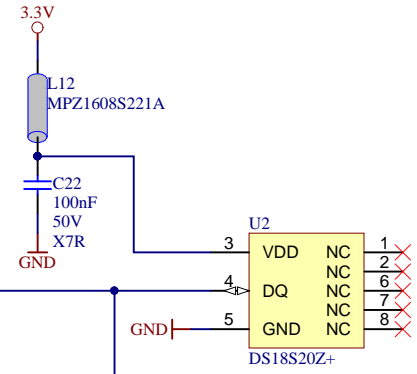 3.3V
L12
MPZ1608S221A
C22
100nF
50V
X7R
GND
U2
3 VDD NC 1
NC 2
4 DQ NC 6
NC 7
GND 5 GND NC 8
DS18S20Z+